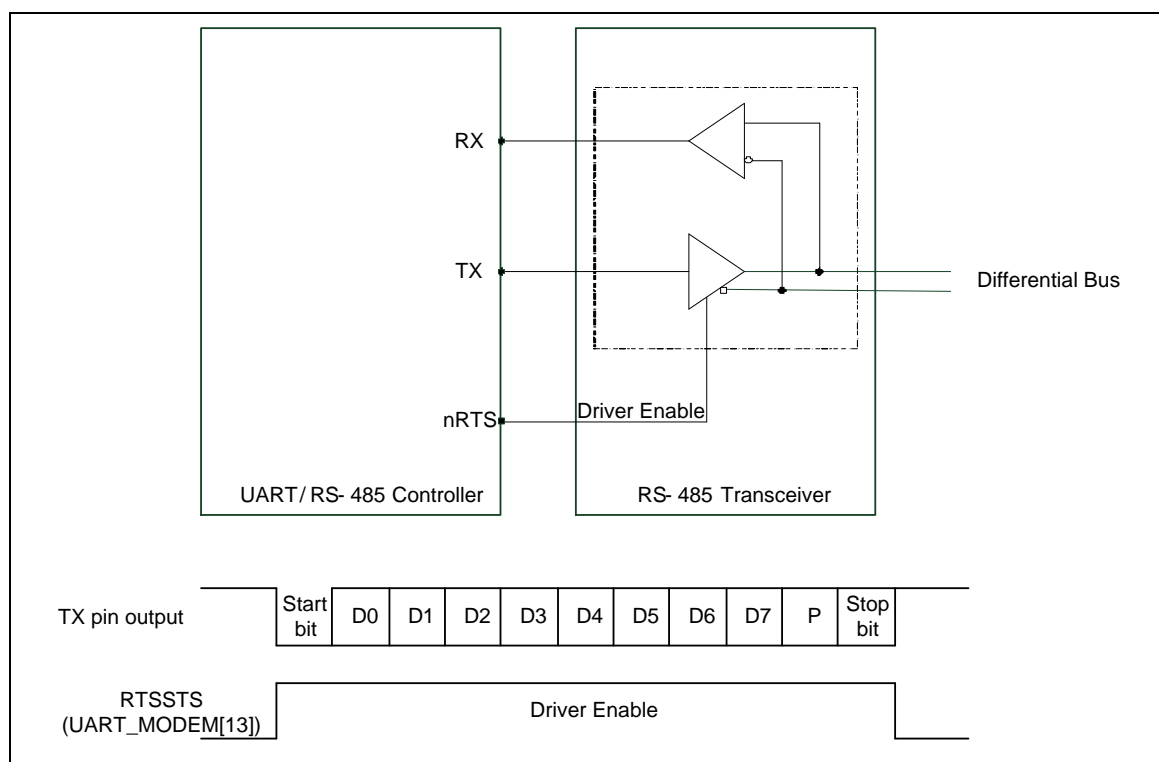 RX
TX
Differential Bus
nRTS
Driver Enable
UART/RS-485 Controller
RS-485 Transceiver
TX pin output
Start
bit
D0
D1
D2
D3
D4
D5
D6
D7
P
Stop
bit
RTSSTS
(UART_MODEM[13])
Driver Enable